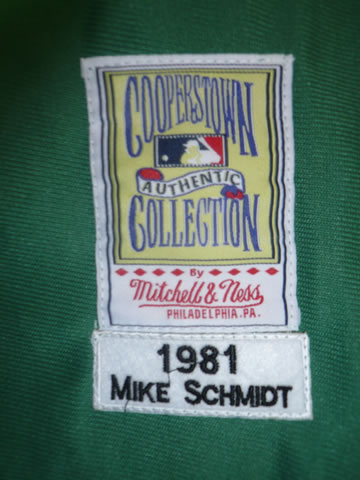 COOPERSTOWN
AUTHENTIC
COLLECTION
By
Mitchell & Ness
PHILADELPHIA. PA.
1981
MIKE SCHMIDT